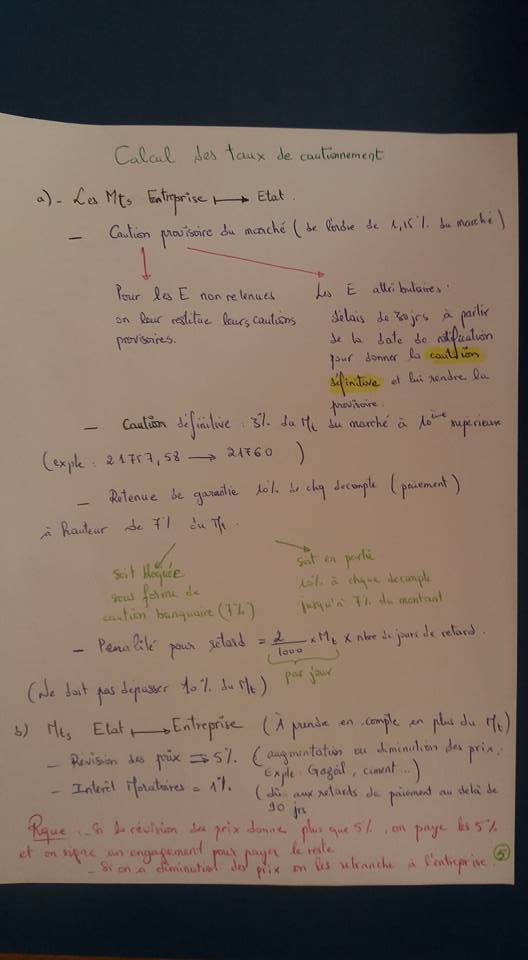 Calcul des taux de cautionnement
a)- Les Mts Entreprise ↦ Etat.
— Caution provisoire du marché ( de l'ordre de 1,15% du marché)
Pour les E non retenues
on leur restitue leurs cautions
provisoires.
Les E attributaires :
délais de 30 jrs à partir
de la date de notification
pour donner la caution
définitive et lui rendre la
provisoire.
— Caution définitive : 3% du Mt du marché à 10ième supérieur
(exple : 21757,58 → 21760 )
— Retenue de garantie 10% de chq decompte ( paiement )
à hauteur de 7% du Mt.
soit bloquée
sous forme de
caution banquaire (7%)
soit en partie
10% à chque decompte
jusqu'à 7% du montant
— Penalité pour retard = 2/1000 × Mt × nbre de jours de retard.
par jour
(Ne doit pas depasser 10% du Mt)
b) Mts Etat ↦ Entreprise ( À prendre en compte en plus du Mt)
— Révision des prix ⇒ 5% ( augmentation ou diminution des prix,
Exple : Gazoil, ciment ...)
— Intérêt Moratoires = 1% ( dû aux retards de paiement au delà de
90 jrs
Rque : - Si la révision des prix donne plus que 5%, on paye les 5%
et on signe un engagement pour payer le reste
- Si on a diminution des prix on les retranche à l'entreprise.
5